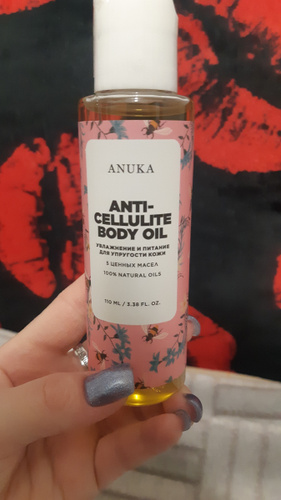 ANUKA
ANTI-
CELLULITE
BODY OIL
УВЛАЖНЕНИЕ И ПИТАНИЕ
ДЛЯ УПРУГОСТИ КОЖИ
5 ЦЕННЫХ МАСЕЛ
100% NATURAL OILS
110 ML / 3.38 FL. OZ.